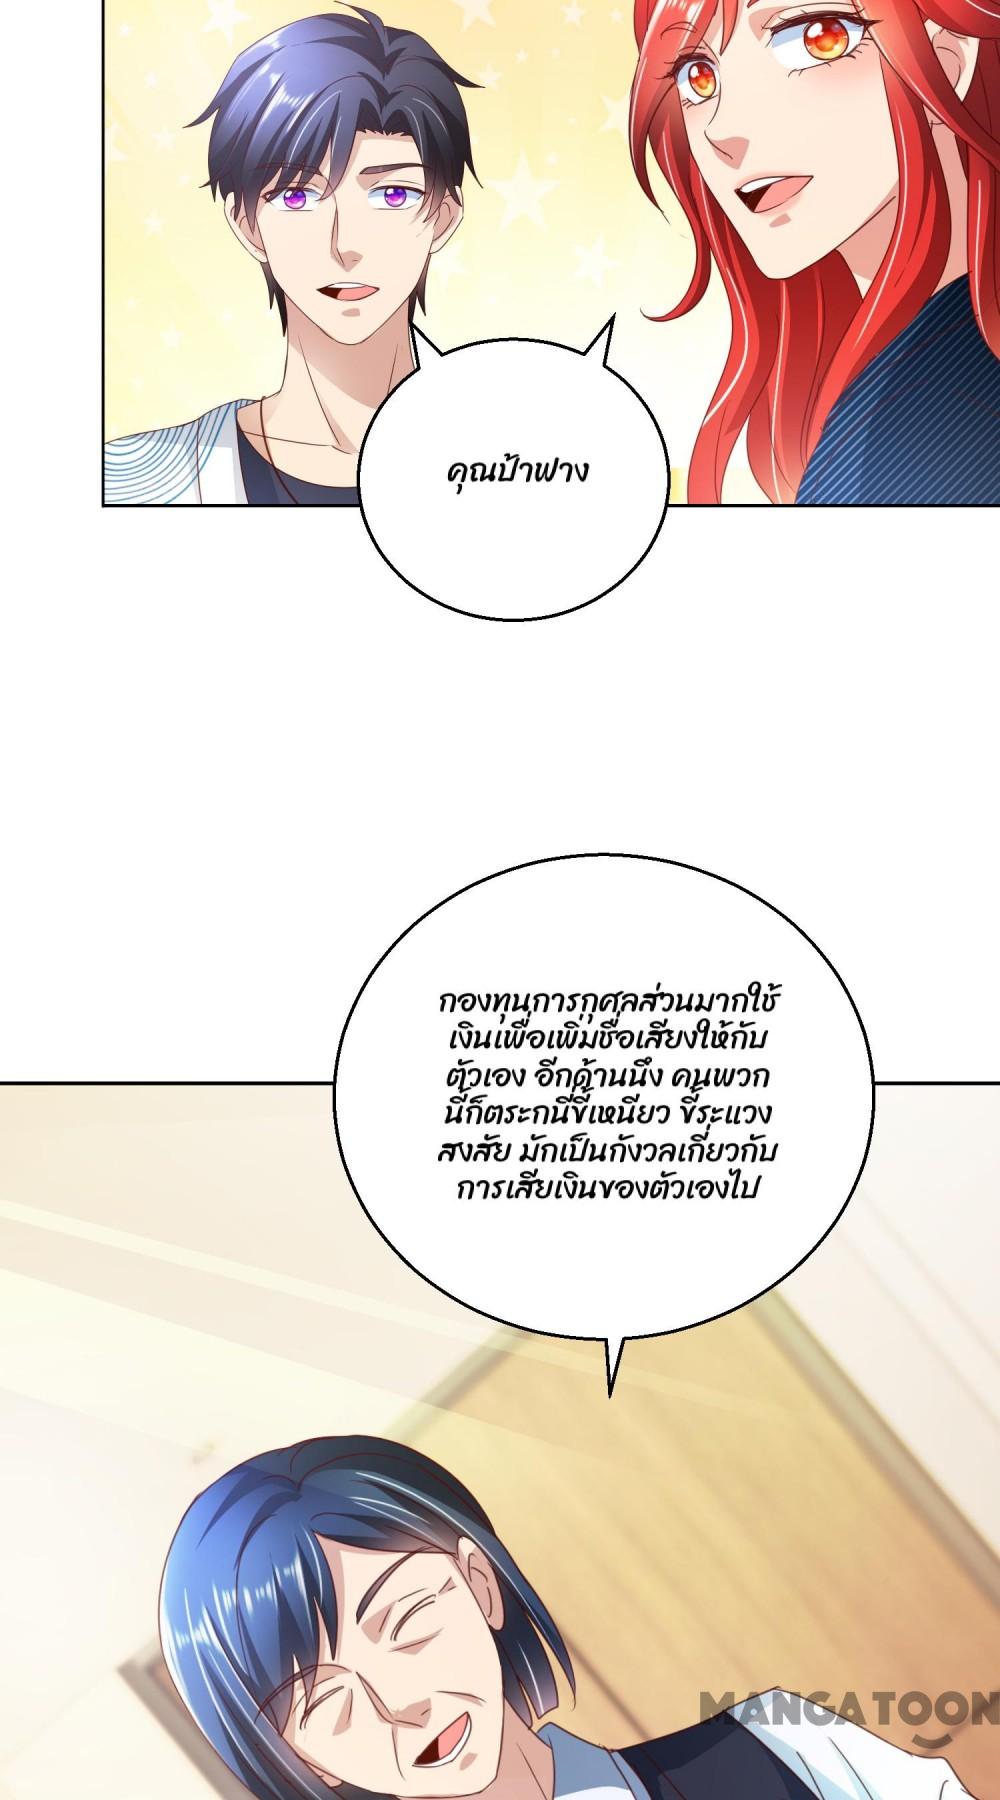 คุณป้าฟาง
กองทุนการกุศลส่วนมากใช้
เงินเพื่อเพิ่มชื่อเสียงให้กับ
ตัวเอง อีกด้านนึง คนพวก
นี้ก็ตระกนี่ขี้เหนียว ขี้ระแวง
สงสัย มักเป็นกังวลเกี่ยวกับ
การเสียเงินของตัวเองไป
MANGATOON